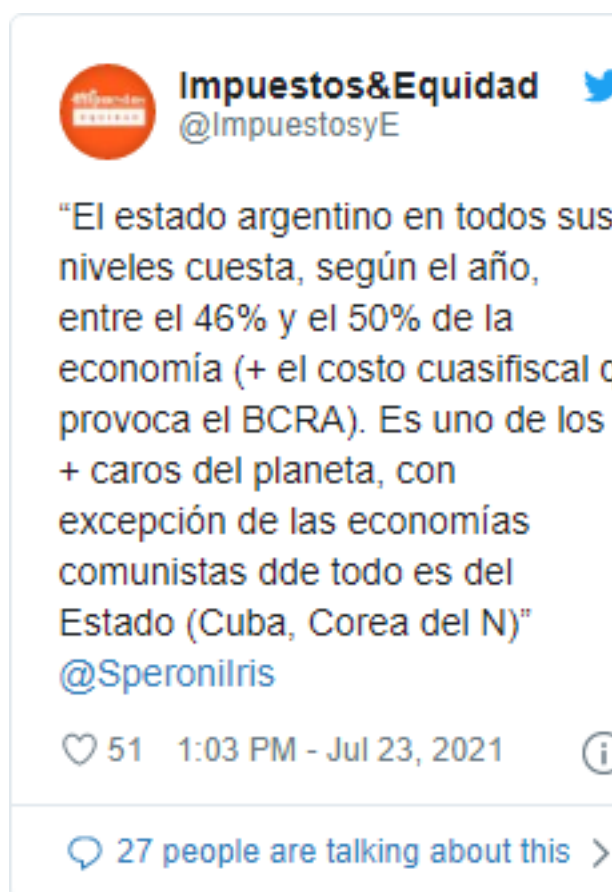 Impuestos&Equidad
@ImpuestosyE
“El estado argentino en todos sus
niveles cuesta, según el año,
entre el 46% y el 50% de la
economía (+ el costo cuasifiscal
provoca el BCRA). Es uno de los
+ caros del planeta, con
excepción de las economías
comunistas dde todo es del
Estado (Cuba, Corea del N)”
@SperoniIris
51 1:03 PM - Jul 23, 2021
27 people are talking about this